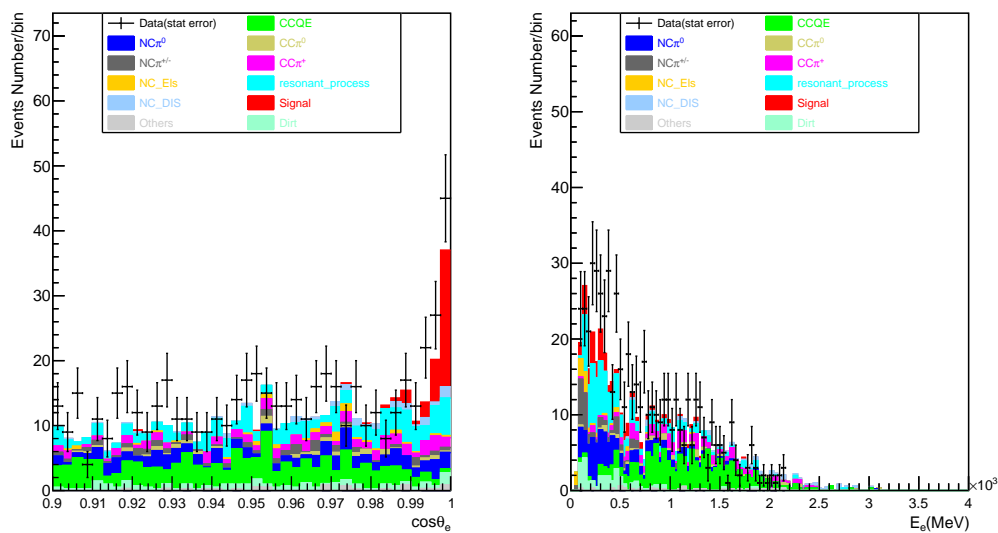 Events Number/bin
70
60
50
40
30
20
10
0
Data(stat error)
CCQE
NCπ⁰
CCπ⁰
NCπ⁺/⁻
CCπ⁺
NC_Els
resonant_process
NC_DIS
Signal
Others
Dirt
0.9 0.91 0.92 0.93 0.94 0.95 0.96 0.97 0.98 0.99 1
cosθₑ
Events Number/bin
60
50
40
30
20
10
0
Data(stat error)
CCQE
NCπ⁰
CCπ⁰
NCπ⁺/⁻
CCπ⁺
NC_Els
resonant_process
NC_DIS
Signal
Others
Dirt
0 0.5 1 1.5 2 2.5 3 3.5 4
×10³
Eₑ(MeV)